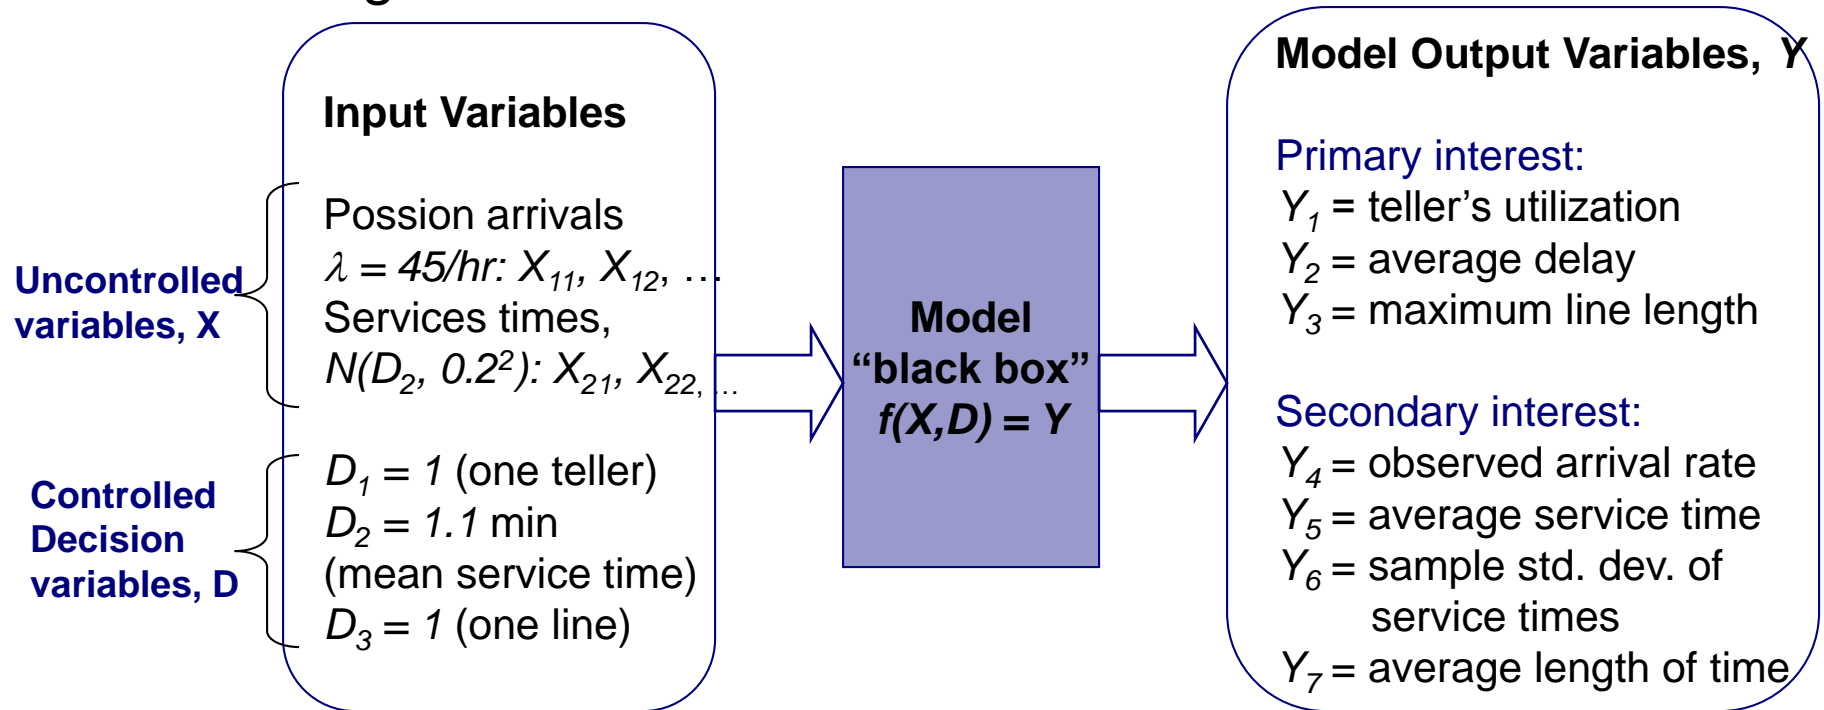 g
Input Variables
Possion arrivals
λ = 45/hr: X11, X12, …
Services times,
N(D2, 0.2²): X21, X22, …
Uncontrolled
variables, X
D1 = 1 (one teller)
D2 = 1.1 min
(mean service time)
D3 = 1 (one line)
Controlled
Decision
variables, D
Model
“black box”
f(X,D) = Y
Model Output Variables, Y
Primary interest:
Y1 = teller’s utilization
Y2 = average delay
Y3 = maximum line length
Secondary interest:
Y4 = observed arrival rate
Y5 = average service time
Y6 = sample std. dev. of
service times
Y7 = average length of time